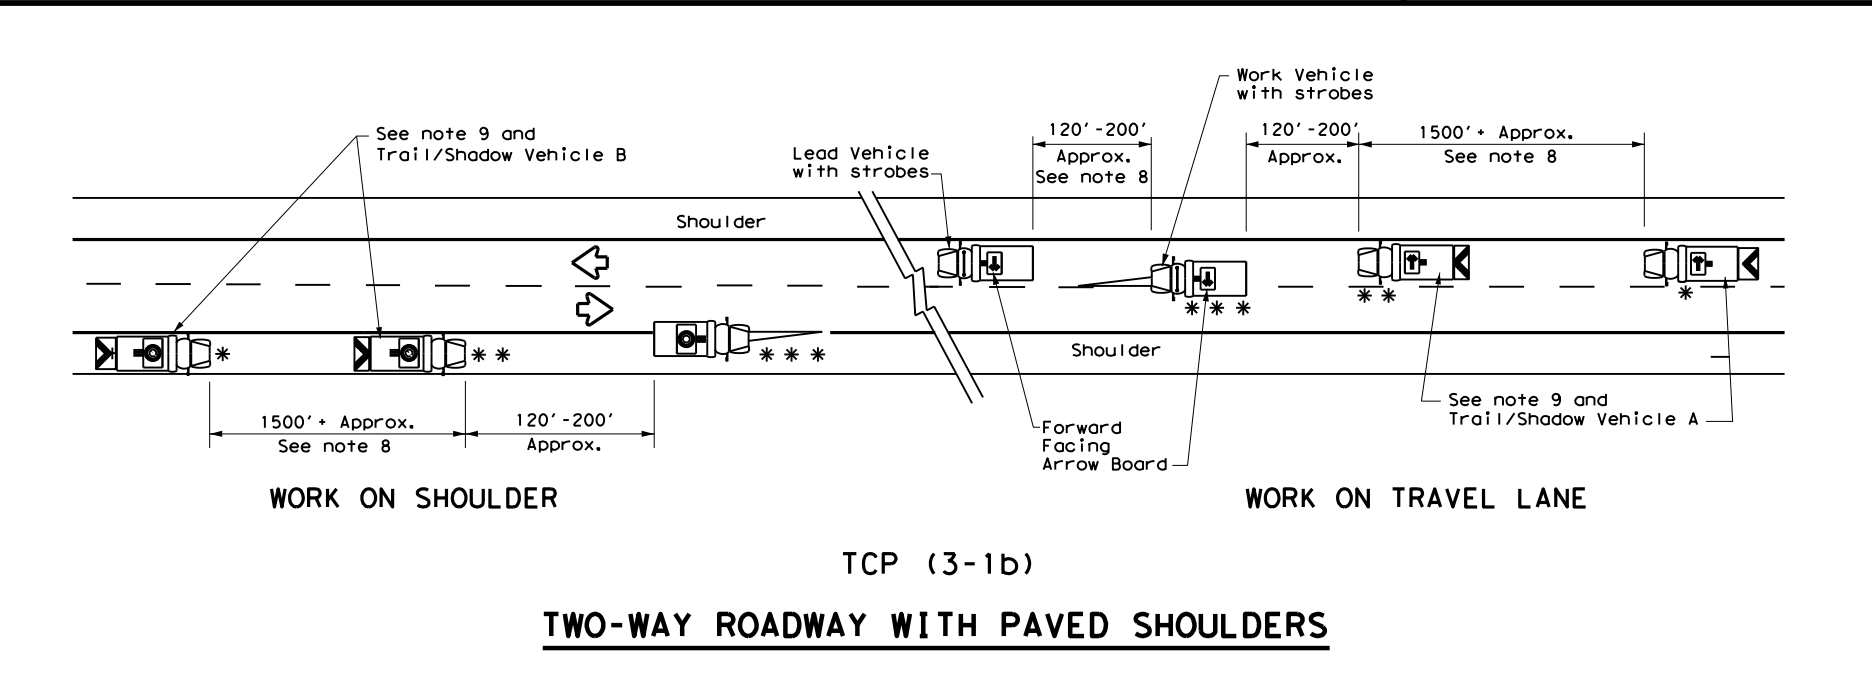 Work Vehicle
with strobes
See note 9 and
Trail/Shadow Vehicle B
Lead Vehicle
with strobes
120'-200'
Approx.
See note 8
120'-200'
Approx.
1500'+ Approx.
See note 8
Shoulder
* * *
* *
*
Shoulder
*
* *
* * *
1500'+ Approx.
See note 8
120'-200'
Approx.
Forward
Facing
Arrow Board
See note 9 and
Trail/Shadow Vehicle A
WORK ON SHOULDER
WORK ON TRAVEL LANE
TCP (3-1b)
TWO-WAY ROADWAY WITH PAVED SHOULDERS